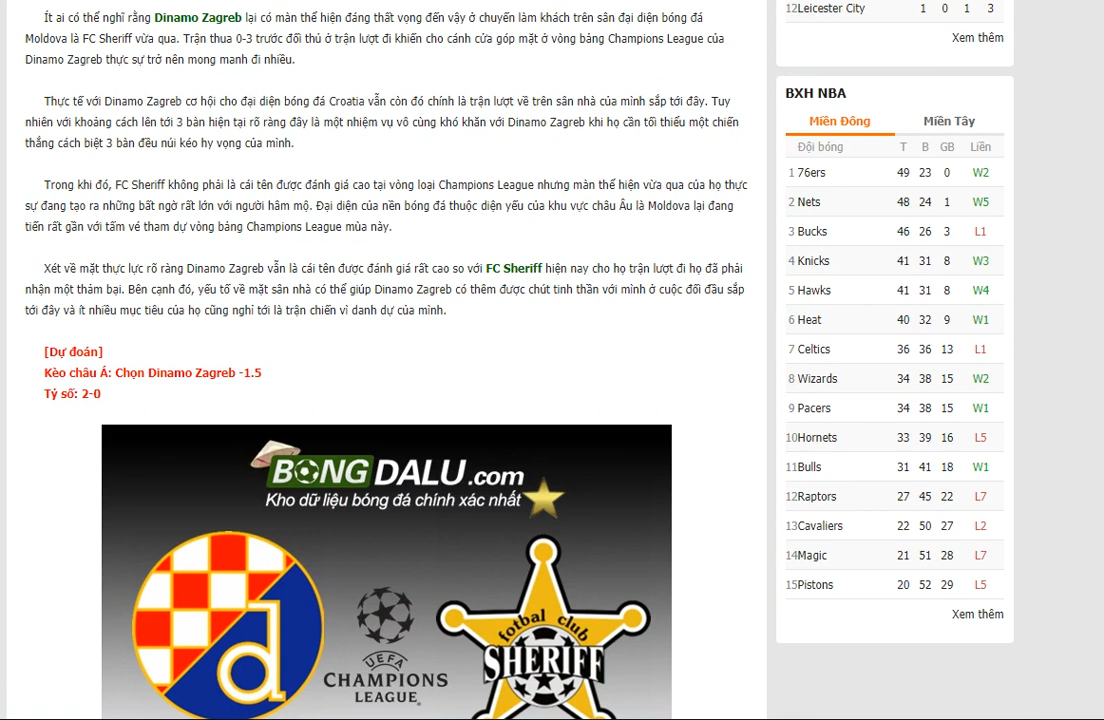 Ít ai có thể nghĩ rằng Dinamo Zagreb lại có màn thể hiện đáng thất vọng đến vậy ở chuyến làm khách trên sân đại diện bóng đá
Moldova là FC Sheriff vừa qua. Trận thua 0-3 trước đối thủ ở trận lượt đi khiến cho cánh cửa góp mặt ở vòng bảng Champions League của
Dinamo Zagreb thực sự trở nên mong manh đi nhiều.
Thực tế với Dinamo Zagreb cơ hội cho đại diện bóng đá Croatia vẫn còn đó chính là trận lượt về trên sân nhà của mình sắp tới đây. Tuy
nhiên với khoảng cách lên tới 3 bàn hiện tại rõ ràng đây là một nhiệm vụ vô cùng khó khăn với Dinamo Zagreb khi họ cần tối thiểu một chiến
thắng cách biệt 3 bàn đều núi kéo hy vọng của mình.
Trong khi đó, FC Sheriff không phải là cái tên được đánh giá cao tại vòng loại Champions League nhưng màn thể hiện vừa qua của họ thực
sự đang tạo ra những bất ngờ rất lớn với người hâm mộ. Đại diện của nền bóng đá thuộc diện yếu của khu vực châu Âu là Moldova lại đang
tiến rất gần với tấm vé tham dự vòng bảng Champions League mùa này.
Xét về mặt thực lực rõ ràng Dinamo Zagreb vẫn là cái tên được đánh giá rất cao so với FC Sheriff hiện nay cho họ trận lượt đi họ đã phải
nhận một thảm bại. Bên cạnh đó, yếu tố về mặt sân nhà có thể giúp Dinamo Zagreb có thêm được chút tinh thần với mình ở cuộc đối đầu sắp
tới đây và ít nhiều mục tiêu của họ cũng nghỉ tới là trận chiến vì danh dự của mình.
[Dự đoán]
Kèo châu Á: Chọn Dinamo Zagreb -1.5
Tỷ số: 2-0
BONGDALU.com
Kho dữ liệu bóng đá chính xác nhất
d
UEFA
CHAMPIONS
LEAGUE
fotbal club
SHERIFF
12 Leicester City 1 0 1 3
Xem thêm
BXH NBA
Miền Đông Miền Tây
Đội bóng T B GB Liền
1 76ers 49 23 0 W2
2 Nets 48 24 1 W5
3 Bucks 46 26 3 L1
4 Knicks 41 31 8 W3
5 Hawks 41 31 8 W4
6 Heat 40 32 9 W1
7 Celtics 36 36 13 L1
8 Wizards 34 38 15 W2
9 Pacers 34 38 15 W1
10 Hornets 33 39 16 L5
11 Bulls 31 41 18 W1
12 Raptors 27 45 22 L7
13 Cavaliers 22 50 27 L2
14 Magic 21 51 28 L7
15 Pistons 20 52 29 L5
Xem thêm